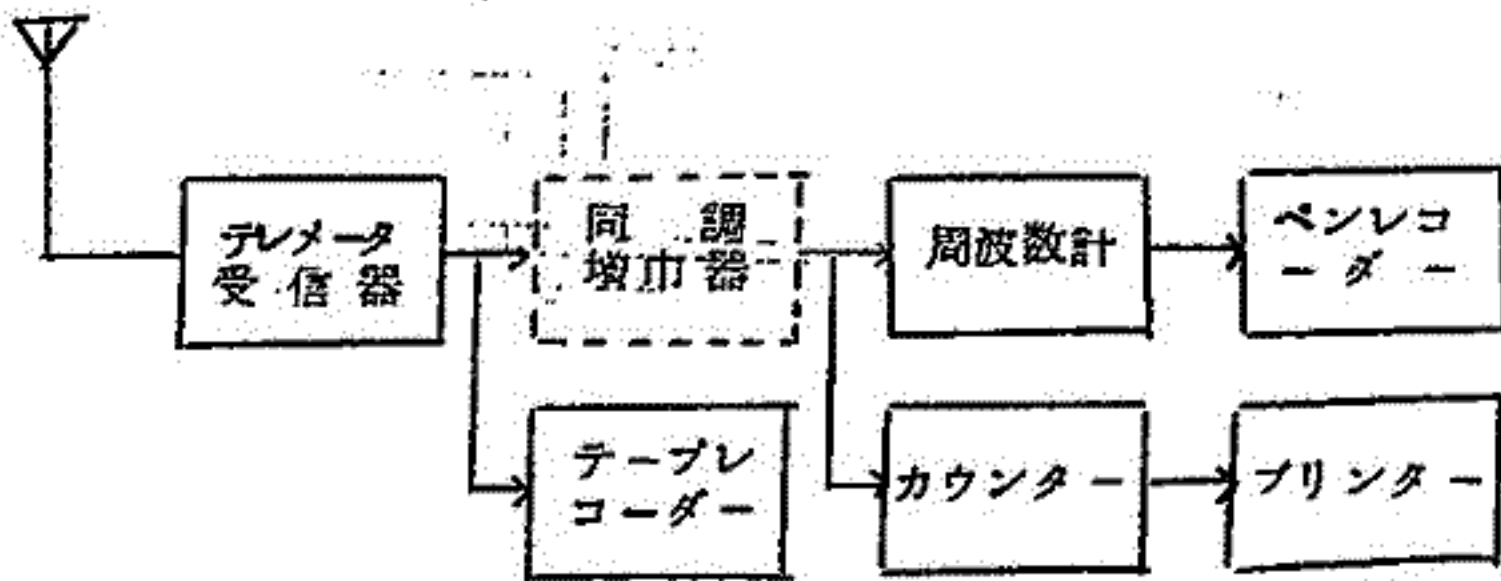 テレメータ
受信器
同調
増巾器
周波数計
ペンレコ
ーダー
テープレ
コーダー
カウンター
プリンター